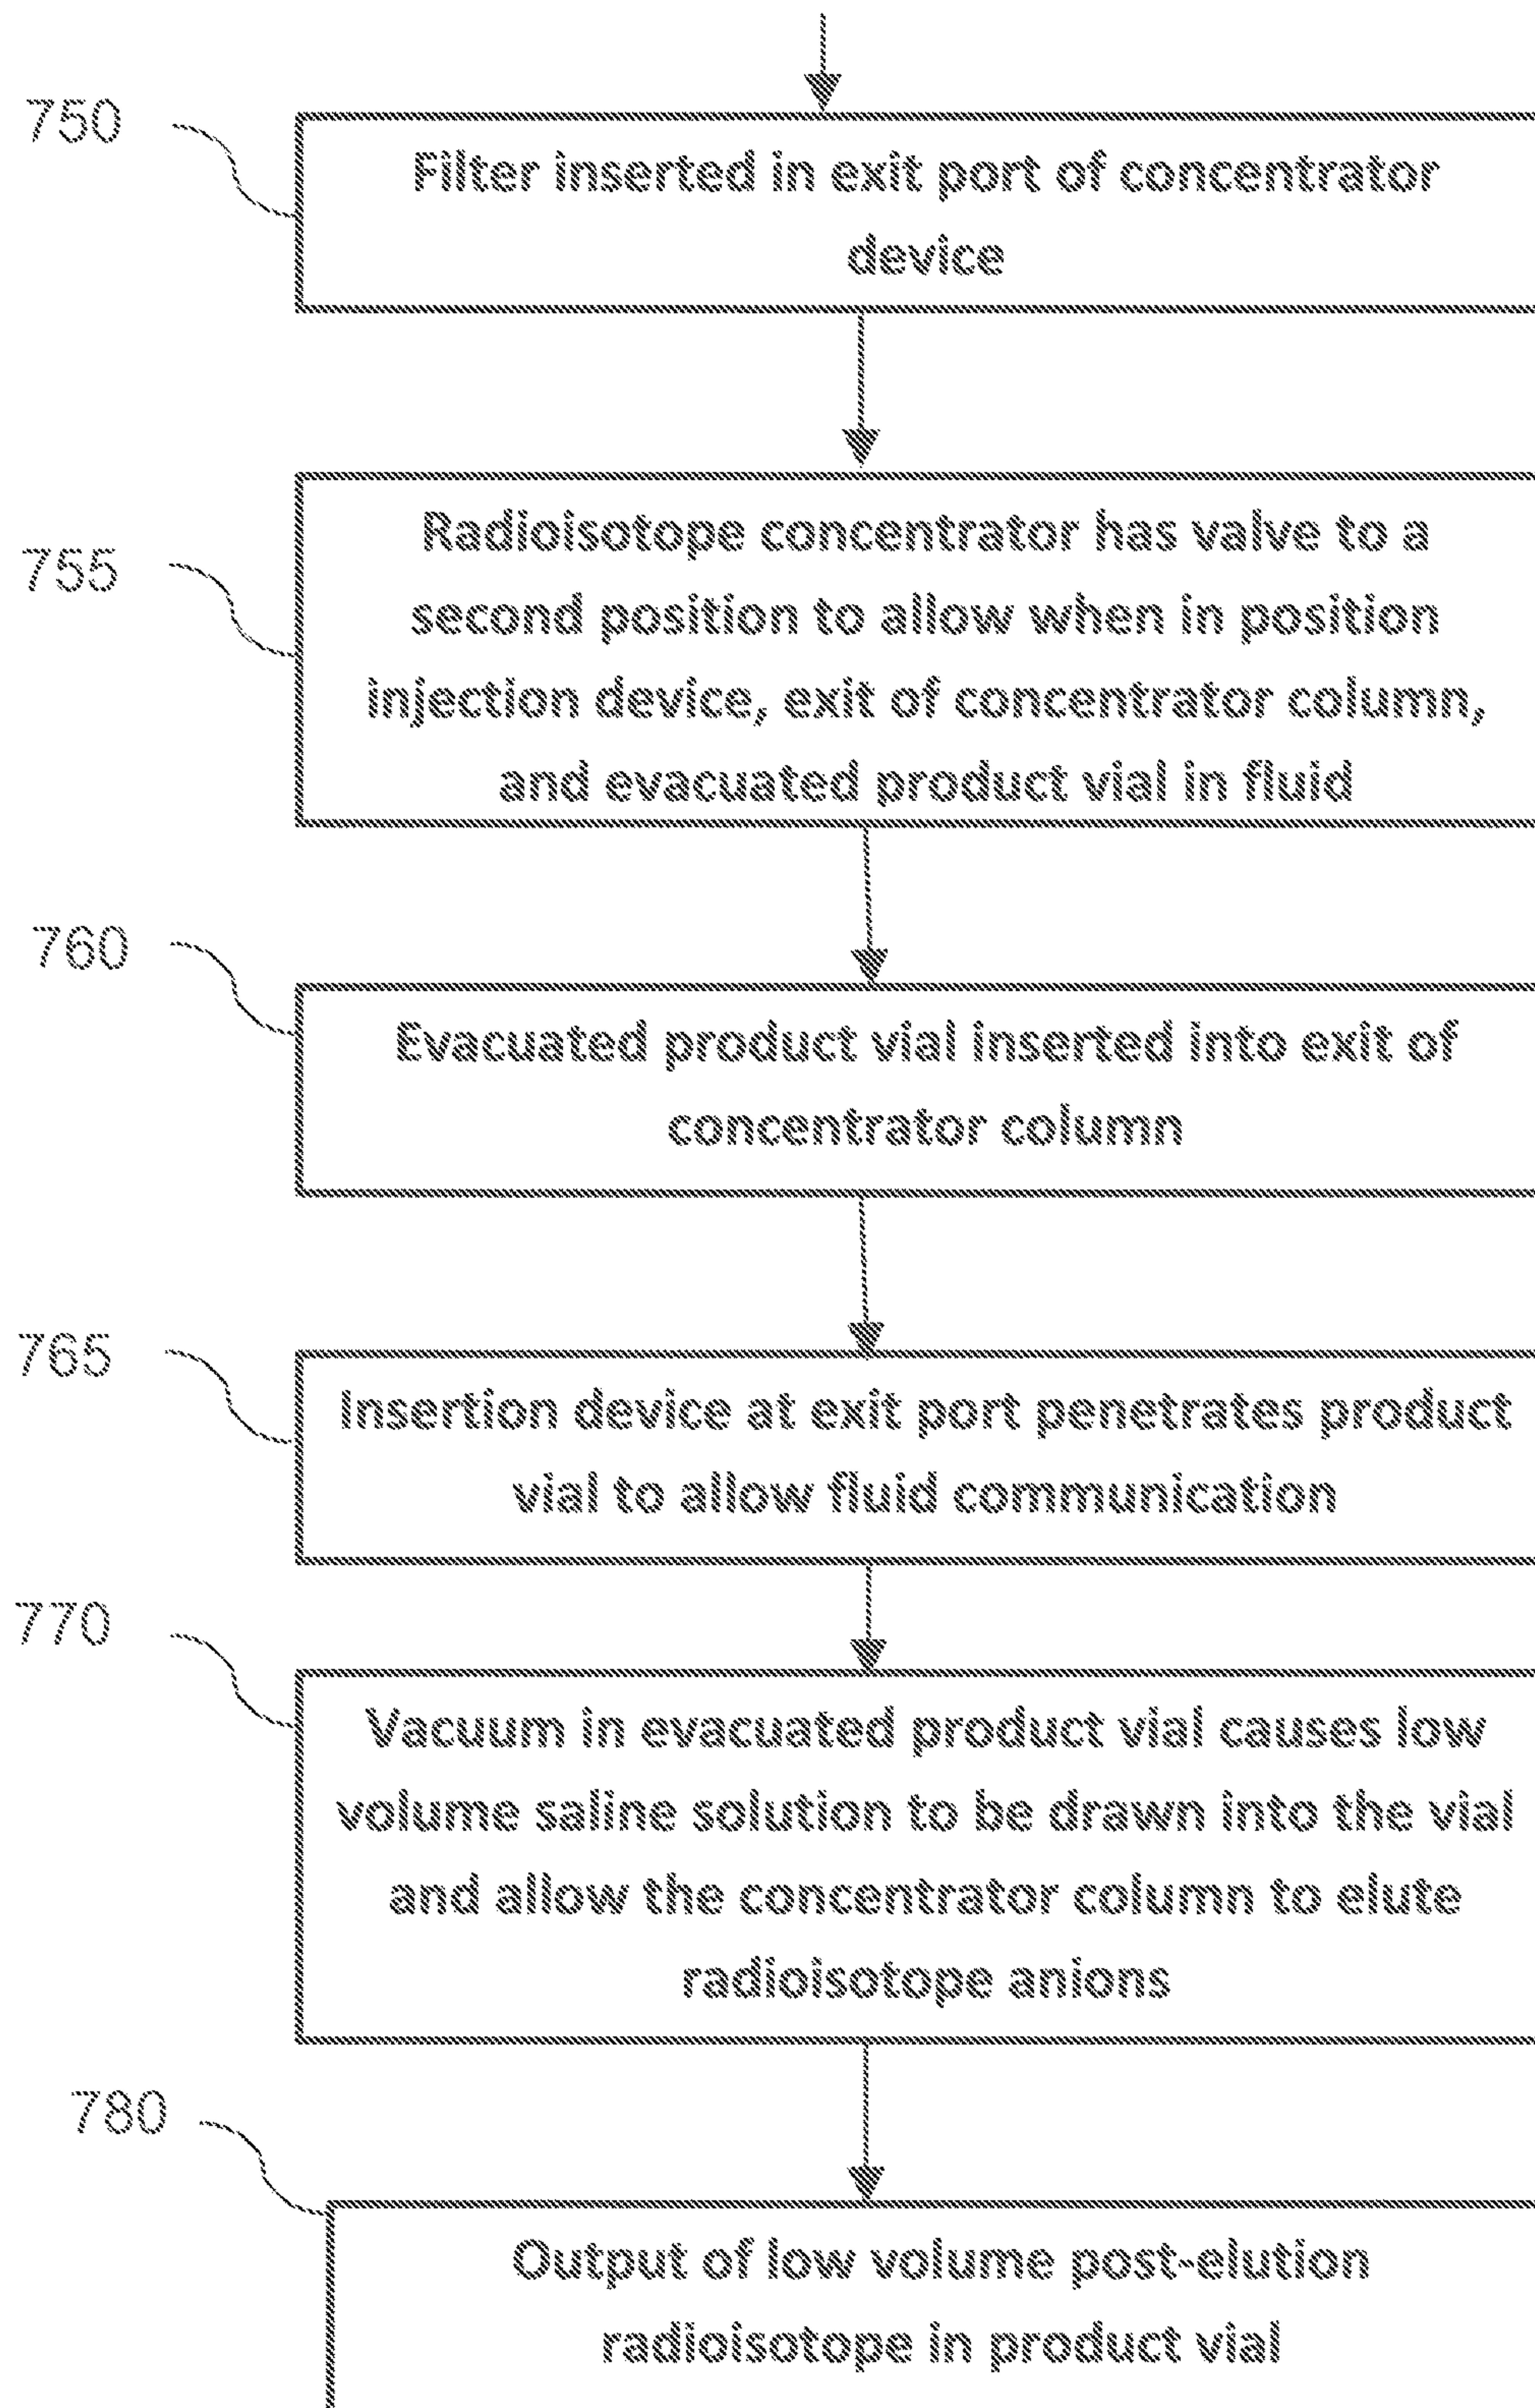 750
Filter inserted in exit port of concentrator
device
755
Radioisotope concentrator has valve to a
second position to allow when in position
injection device, exit of concentrator column,
and evacuated product vial in fluid
760
Evacuated product vial inserted into exit of
concentrator column
765
Insertion device at exit port penetrates product
vial to allow fluid communication
770
Vacuum in evacuated product vial causes low
volume saline solution to be drawn into the vial
and allow the concentrator column to elute
radioisotope anions
780
Output of low volume post-elution
radioisotope in product vial